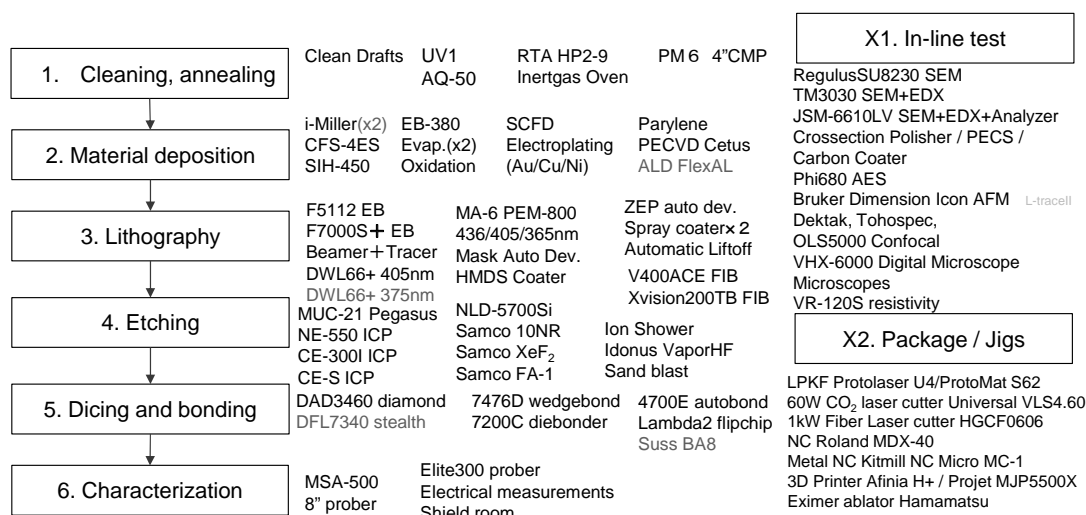 1. Cleaning, annealing
Clean Drafts UV1 RTA HP2-9 PM６ 4”CMP
AQ-50 Inertgas Oven
2. Material deposition
i-Miller(x2) EB-380 SCFD Parylene
CFS-4ES Evap.(x2) Electroplating PECVD Cetus
SIH-450 Oxidation (Au/Cu/Ni) ALD FlexAL
3. Lithography
F5112 EB
F7000S＋ EB
Beamer＋Tracer
DWL66+ 405nm
DWL66+ 375nm
MA-6 PEM-800
436/405/365nm
Mask Auto Dev.
HMDS Coater
ZEP auto dev.
Spray coater×2
Automatic Liftoff
V400ACE FIB
Xvision200TB FIB
4. Etching
MUC-21 Pegasus
NE-550 ICP
CE-300I ICP
CE-S ICP
NLD-5700Si
Samco 10NR
Samco XeF2
Samco FA-1
Ion Shower
Idonus VaporHF
Sand blast
5. Dicing and bonding
DAD3460 diamond 7476D wedgebond 4700E autobond
DFL7340 stealth 7200C diebonder Lambda2 flipchip
Suss BA8
6. Characterization
MSA-500
8” prober
Elite300 prober
Electrical measurements
Shield room
X1. In-line test
RegulusSU8230 SEM
TM3030 SEM+EDX
JSM-6610LV SEM+EDX+Analyzer
Crossection Polisher / PECS /
Carbon Coater
Phi680 AES
Bruker Dimension Icon AFM L-tracell
Dektak, Tohospec,
OLS5000 Confocal
VHX-6000 Digital Microscope
Microscopes
VR-120S resistivity
X2. Package / Jigs
LPKF Protolaser U4/ProtoMat S62
60W CO2 laser cutter Universal VLS4.60
1kW Fiber Laser cutter HGCF0606
NC Roland MDX-40
Metal NC Kitmill NC Micro MC-1
3D Printer Afinia H+ / Projet MJP5500X
Eximer ablator Hamamatsu